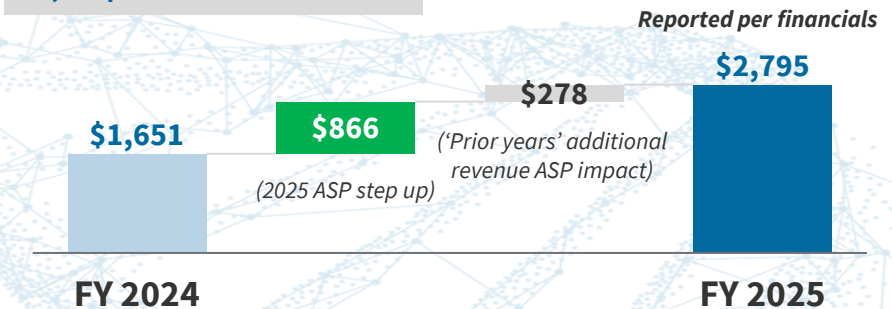 Reported per financials
$2,795
$278
$866
$1,651
(‘Prior years’ additional
revenue ASP impact)
(2025 ASP step up)
FY 2024
FY 2025